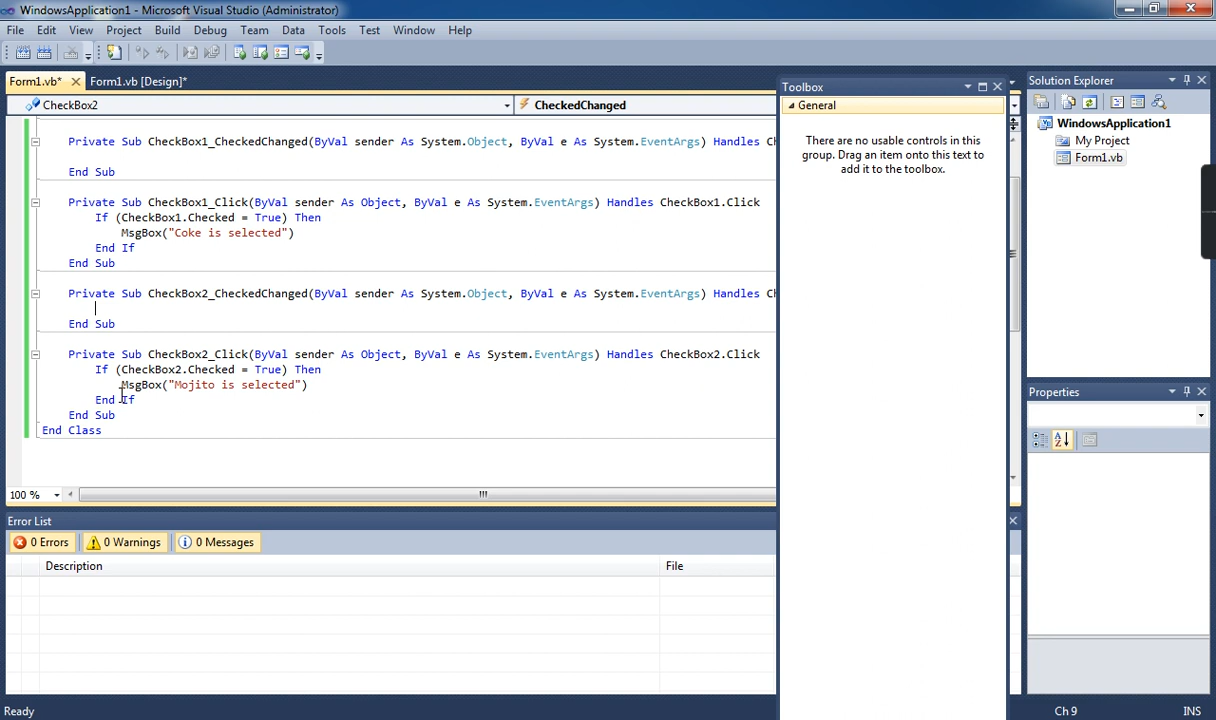 WindowsApplication1 - Microsoft Visual Studio (Administrator)
File Edit View Project Build Debug Team Data Tools Test Window Help
Form1.vb* Form1.vb [Design]*
CheckBox2 CheckedChanged
Private Sub CheckBox1_CheckedChanged(ByVal sender As System.Object, ByVal e As System.EventArgs) Handles
End Sub
Private Sub CheckBox1_Click(ByVal sender As Object, ByVal e As System.EventArgs) Handles CheckBox1.Click
If (CheckBox1.Checked = True) Then
MsgBox("Coke is selected")
End If
End Sub
Private Sub CheckBox2_CheckedChanged(ByVal sender As System.Object, ByVal e As System.EventArgs) Handles
End Sub
Private Sub CheckBox2_Click(ByVal sender As Object, ByVal e As System.EventArgs) Handles CheckBox2.Click
If (CheckBox2.Checked = True) Then
MsgBox("Mojito is selected")
End If
End Sub
End Class
100 %
Error List
0 Errors 0 Warnings 0 Messages
Description File
Toolbox
General
There are no usable controls in this
group. Drag an item onto this text to
add it to the toolbox.
Solution Explorer
WindowsApplication1
My Project
Form1.vb
Properties
Ready Ch 9 INS